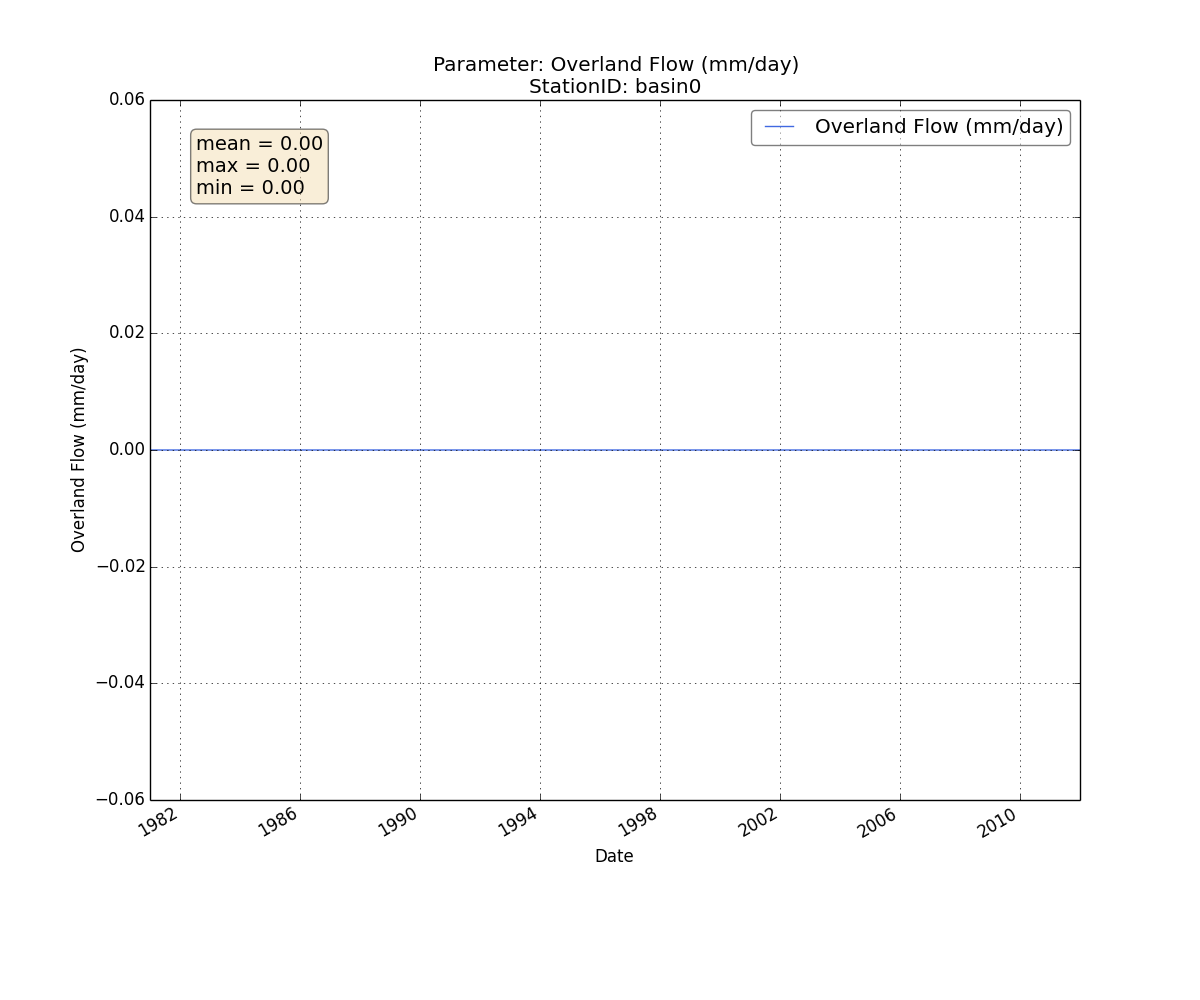 Parameter: Overland Flow (mm/day)
StationID: basin0
0.06
0.04
0.02
0.00
−0.02
−0.04
−0.06
Overland Flow (mm/day)
mean = 0.00
max = 0.00
min = 0.00
Overland Flow (mm/day)
1982
1986
1990
1994
1998
2002
2006
2010
Date